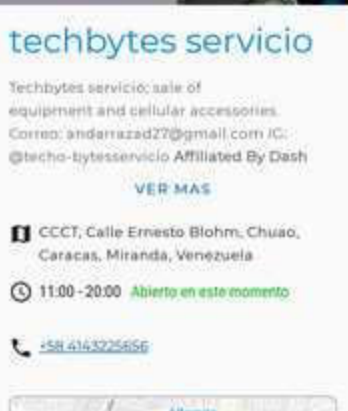 techbytes servicio
Techbytes servicio; sale of
equipment and cellular accessories.
Correo: andarrazad27@gmail.com IG:
@techo-bytesservicio Affiliated By Dash
VER MAS
CCCT, Calle Ernesto Blohm, Chuao,
Caracas, Miranda, Venezuela
11:00 - 20:00 Abierto en este momento
+58 4143225656